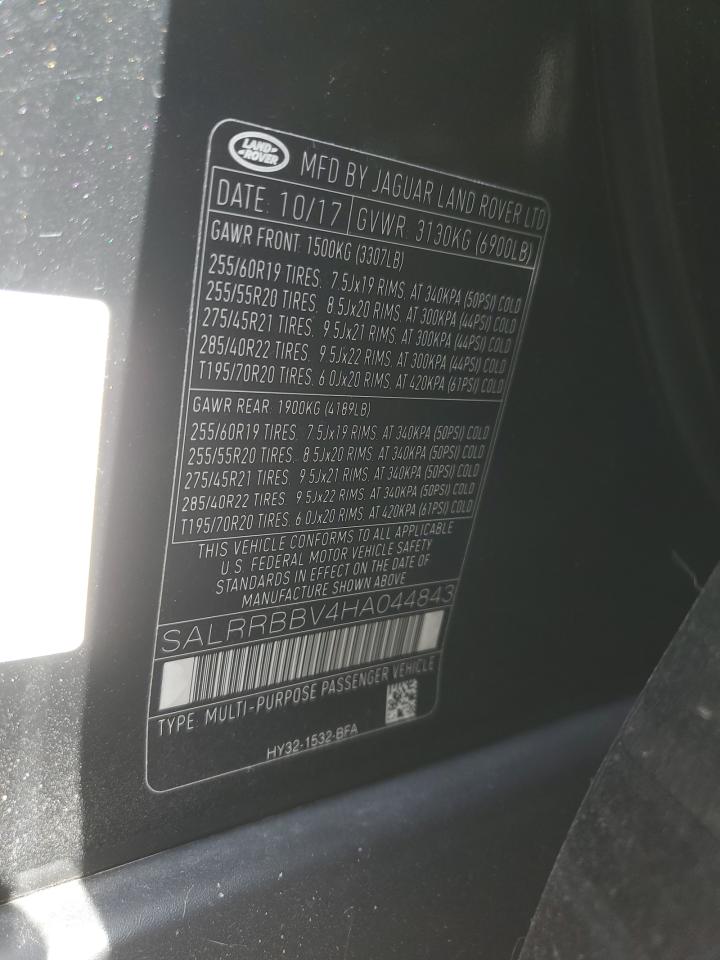 LAND-
-ROVER
MFD BY JAGUAR LAND ROVER LTD
DATE: 10/17 GVWR: 3130KG (6900LB)
GAWR FRONT: 1500KG (3307LB)
255/60R19 TIRES, 7.5Jx19 RIMS, AT 340KPA (50PSI) COLD
255/55R20 TIRES, 8.5Jx20 RIMS, AT 300KPA (44PSI) COLD
275/45R21 TIRES, 9.5Jx21 RIMS, AT 300KPA (44PSI) COLD
285/40R22 TIRES, 9.5Jx22 RIMS, AT 300KPA (44PSI) COLD
T195/70R20 TIRES, 6.0Jx20 RIMS, AT 420KPA (61PSI) COLD
GAWR REAR: 1900KG (4189LB)
255/60R19 TIRES, 7.5Jx19 RIMS, AT 340KPA (50PSI) COLD
255/55R20 TIRES, 8.5Jx20 RIMS, AT 340KPA (50PSI) COLD
275/45R21 TIRES, 9.5Jx21 RIMS, AT 340KPA (50PSI) COLD
285/40R22 TIRES, 9.5Jx22 RIMS, AT 340KPA (50PSI) COLD
T195/70R20 TIRES, 6.0Jx20 RIMS, AT 420KPA (61PSI) COLD
THIS VEHICLE CONFORMS TO ALL APPLICABLE
U.S. FEDERAL MOTOR VEHICLE SAFETY
STANDARDS IN EFFECT ON THE DATE OF
MANUFACTURE SHOWN ABOVE
SALRRBBV4HA044843
TYPE: MULTI-PURPOSE PASSENGER VEHICLE
HY32-1532-BFA